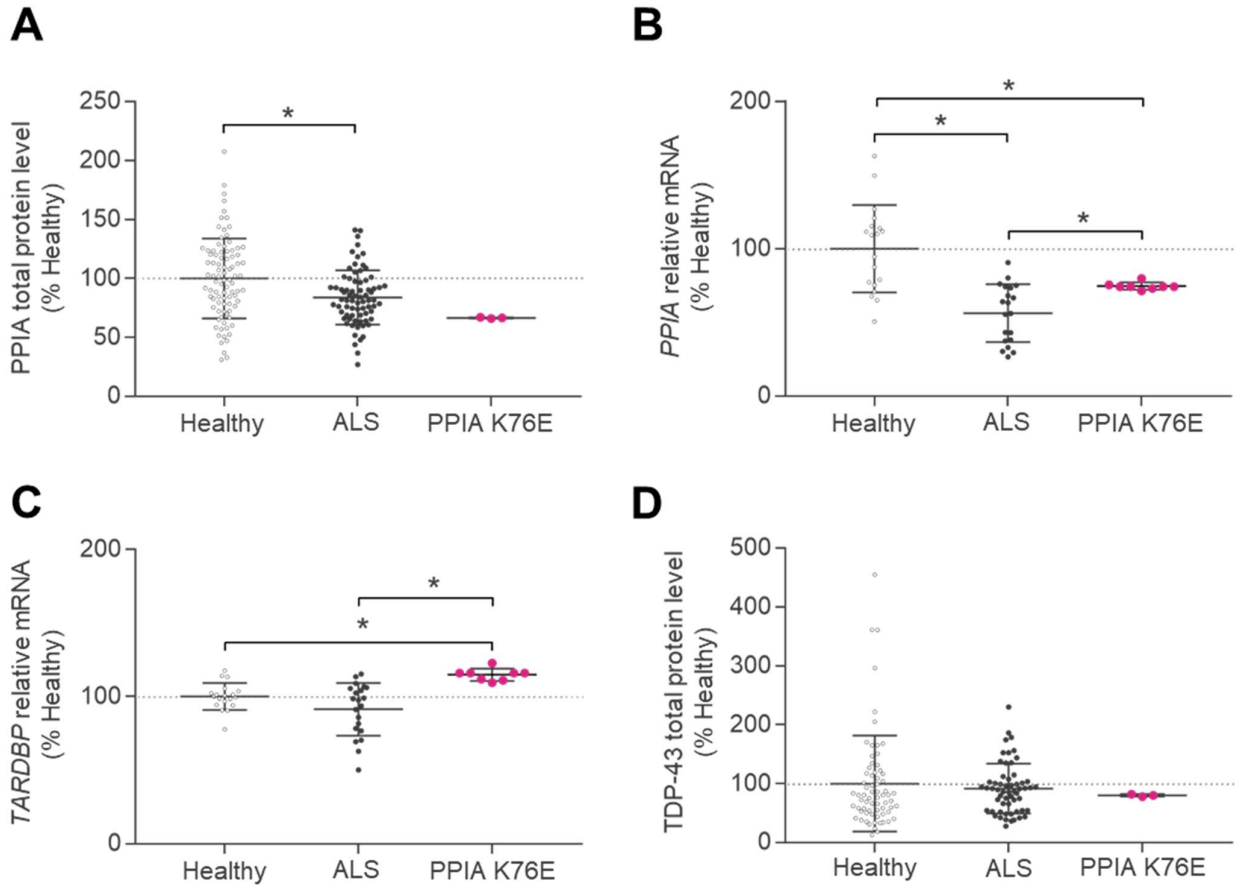 A
PPIA total protein level
(% Healthy)
250
200
150
100
50
0
*
Healthy
ALS
PPIA K76E
B
PPIA relative mRNA
(% Healthy)
200
100
0
*
*
*
Healthy
ALS
PPIA K76E
C
TARDBP relative mRNA
(% Healthy)
200
100
0
*
*
Healthy
ALS
PPIA K76E
D
TDP-43 total protein level
(% Healthy)
500
400
300
200
100
0
Healthy
ALS
PPIA K76E